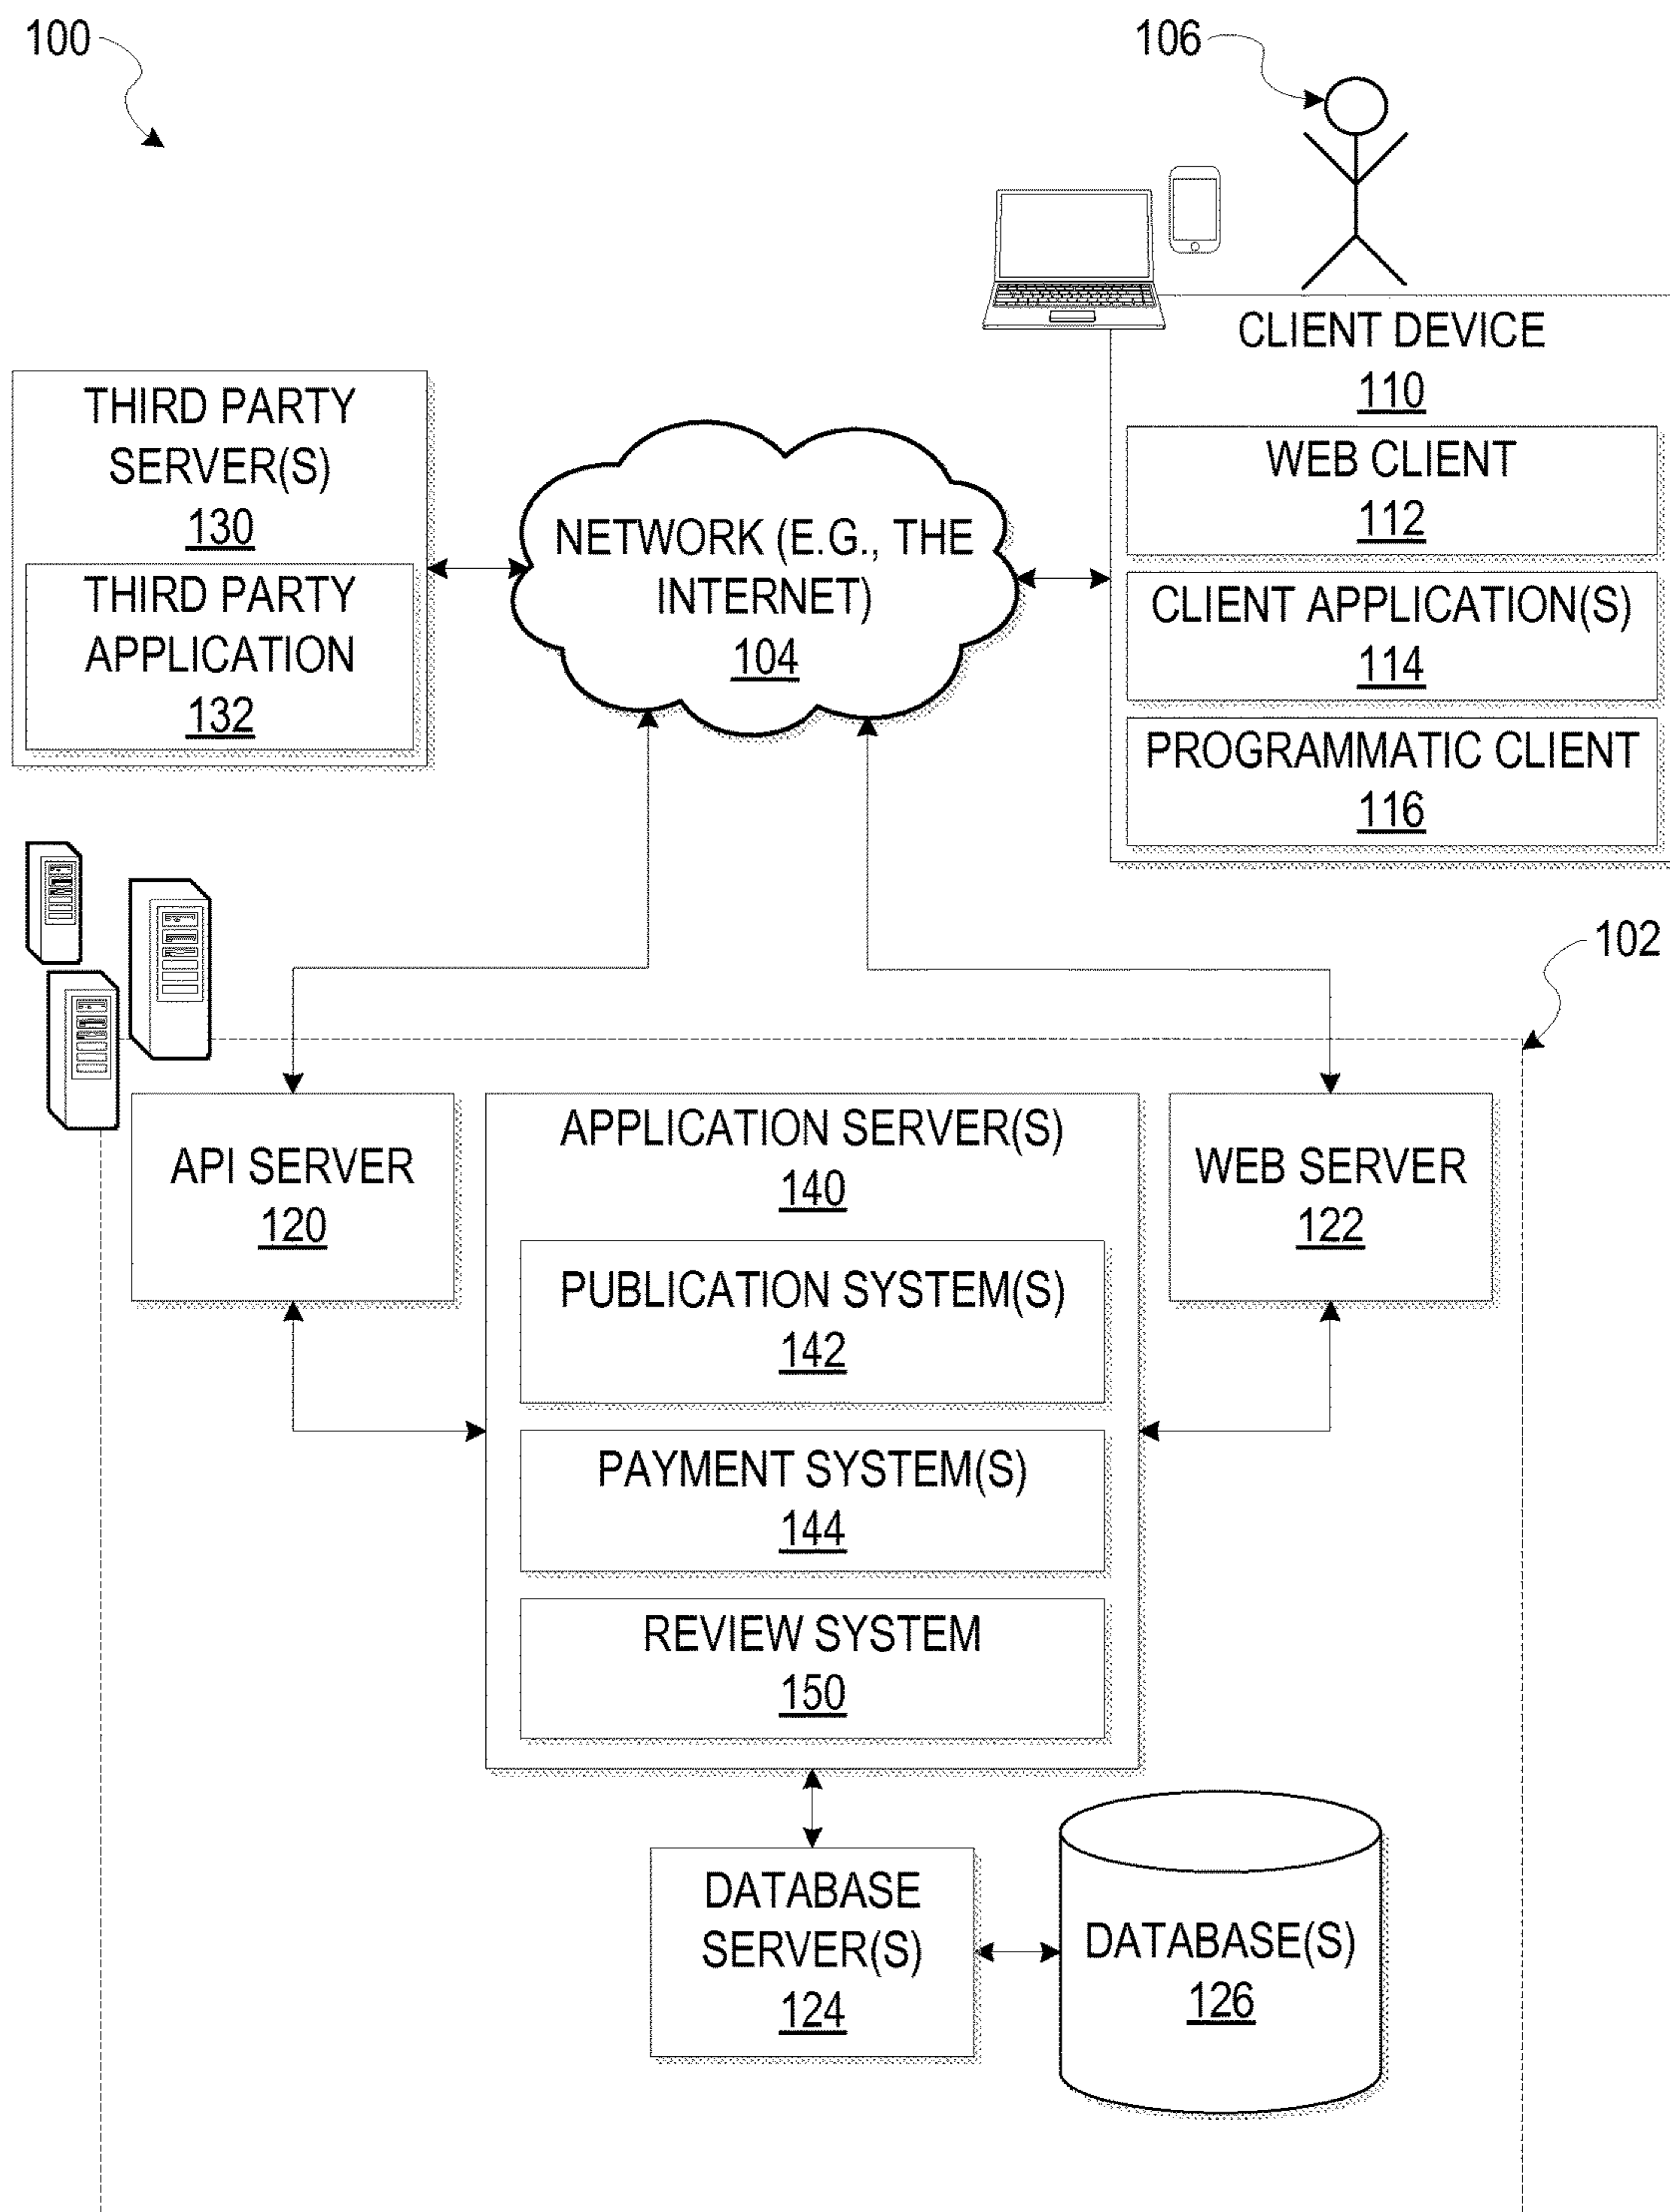 100
106
CLIENT DEVICE
110
WEB CLIENT
112
CLIENT APPLICATION(S)
114
PROGRAMMATIC CLIENT
116
THIRD PARTY
SERVER(S)
130
THIRD PARTY
APPLICATION
132
NETWORK (E.G., THE
INTERNET)
104
102
API SERVER
120
APPLICATION SERVER(S)
140
PUBLICATION SYSTEM(S)
142
PAYMENT SYSTEM(S)
144
REVIEW SYSTEM
150
WEB SERVER
122
DATABASE
SERVER(S)
124
DATABASE(S)
126